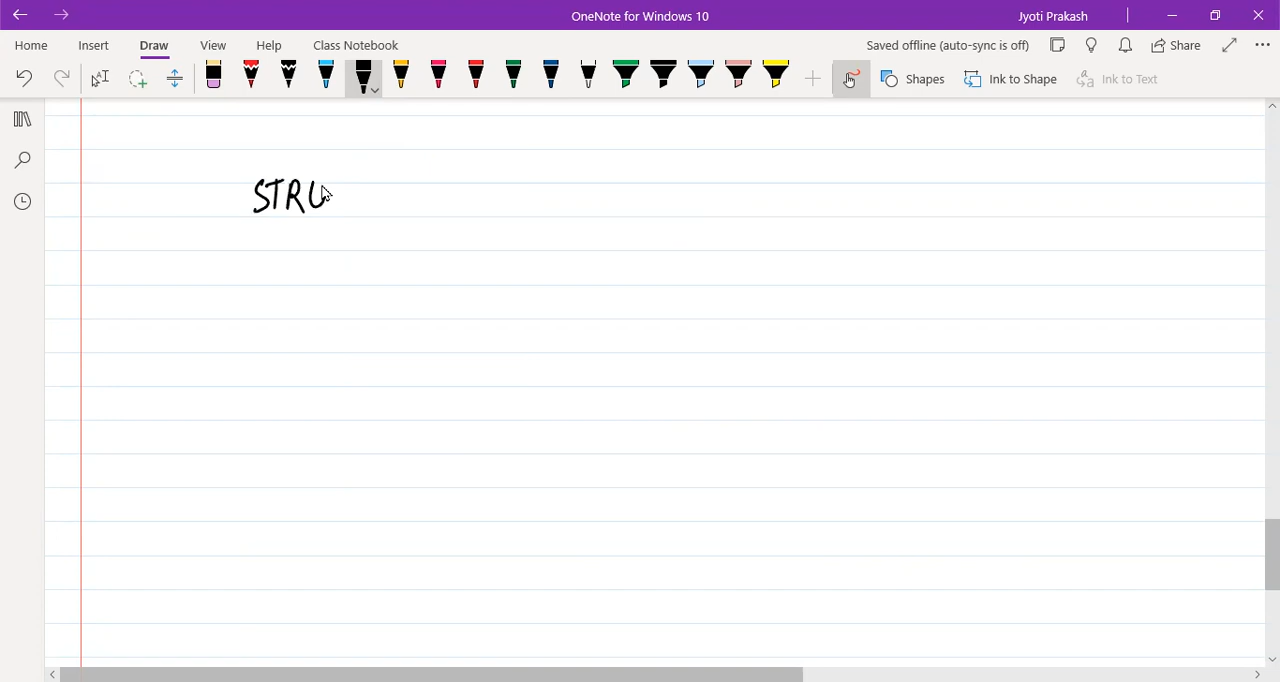 OneNote for Windows 10
Jyoti Prakash
Home Insert Draw View Help Class Notebook
Saved offline (auto-sync is off) Share
Shapes Ink to Shape Ink to Text
STRU